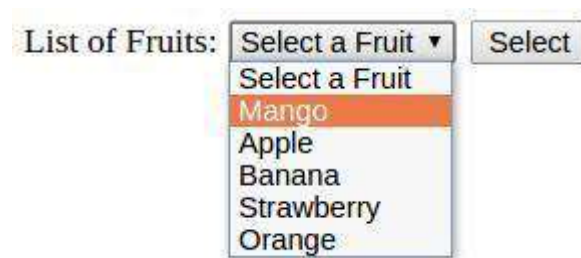 List of Fruits: Select a Fruit ▼ Select
Select a Fruit
Mango
Apple
Banana
Strawberry
Orange